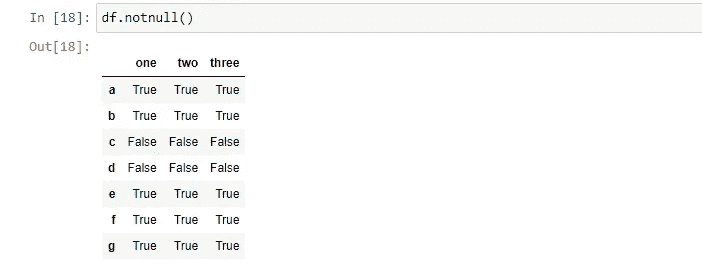 In [18]: df.notnull()
Out[18]:
one two three
a True True True
b True True True
c False False False
d False False False
e True True True
f True True True
g True True True